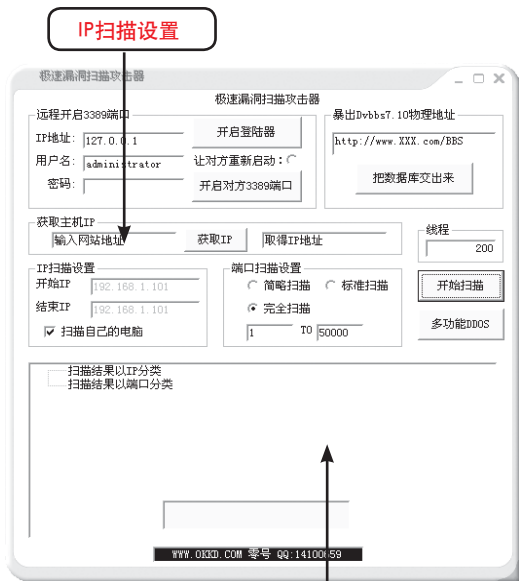 IP扫描设置
极速漏洞扫描攻击器
极速漏洞扫描攻击器
远程开启3389端口
IP地址: 127.0.0.1
开启登陆器
用户名: administrator
让对方重新启动:
密码:
开启对方3389端口
暴出Dvbbs7.10物理地址
http://www.XXX.com/BBS
把数据库交出来
获取主机IP
输入网站地址
获取IP
取得IP地址
线程
200
IP扫描设置
开始IP 192.168.1.101
结束IP 192.168.1.101
扫描自己的电脑
端口扫描设置
简略扫描 标准扫描
完全扫描
1 TO 50000
开始扫描
多功能DDOS
扫描结果以IP分类
扫描结果以端口分类
WWW.OKKD.COM 零号 QQ:14100659